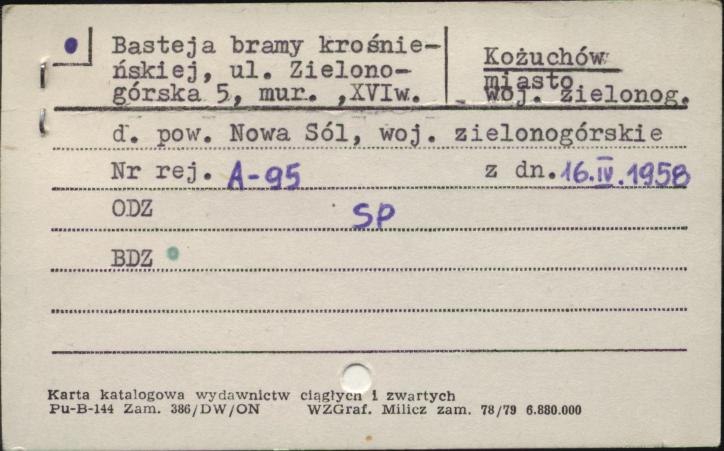 Basteja bramy krośnie-
ńskiej, ul. Zielono-
górska 5, mur. ,XVIw.
Kożuchów
miasto
woj. zielonog.
d. pow. Nowa Sól, woj. zielonogórskie
Nr rej. A-95 z dn. 16.IV.1958
ODZ SP
BDZ
Karta katalogowa wydawnictw ciągłych i zwartych
Pu-B-144 Zam. 386/DW/ON WZGraf. Milicz zam. 78/79 6.880.000